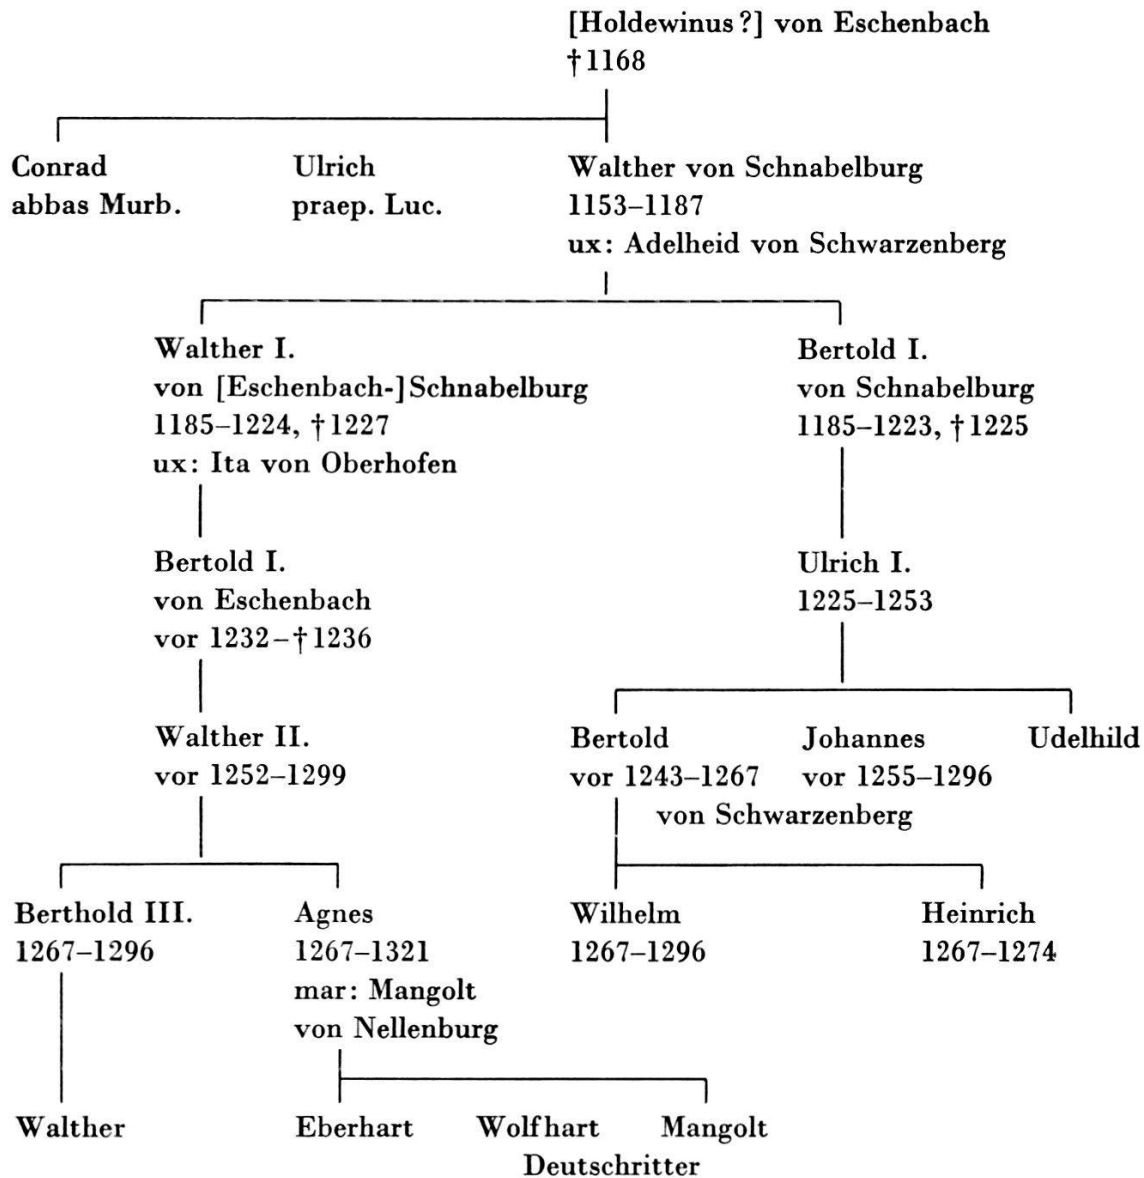 [Holdewinus?] von Eschenbach
†1168
Conrad Ulrich Walther von Schnabelburg
abbas Murb. praep. Luc. 1153–1187
ux: Adelheid von Schwarzenberg
Walther I. Bertold I.
von [Eschenbach-]Schnabelburg von Schnabelburg
1185–1224, †1227 1185–1223, †1225
ux: Ita von Oberhofen
Bertold I. Ulrich I.
von Eschenbach 1225–1253
vor 1232–†1236
Walther II. Bertold Johannes Udelhild
vor 1252–1299 vor 1243–1267 vor 1255–1296
von Schwarzenberg
Berthold III. Agnes Wilhelm Heinrich
1267–1296 1267–1321 1267–1296 1267–1274
mar: Mangolt
von Nellenburg
Walther Eberhart Wolfhart Mangolt
Deutschritter